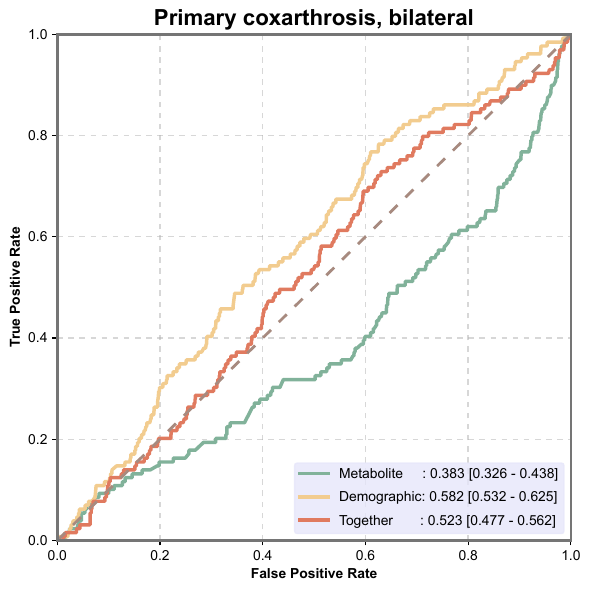 Primary coxarthrosis, bilateral
True Positive Rate
1.0
0.8
0.6
0.4
0.2
0.0
Metabolite : 0.383 [0.326 - 0.438]
Demographic: 0.582 [0.532 - 0.625]
Together : 0.523 [0.477 - 0.562]
0.0 0.2 0.4 0.6 0.8 1.0
False Positive Rate